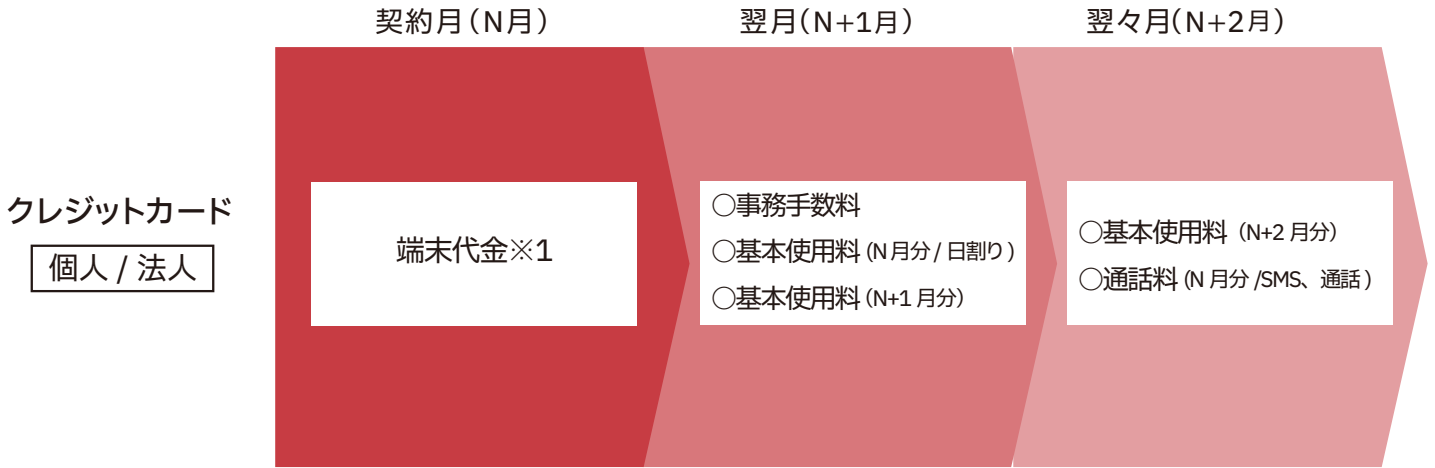 契約月(N月)
翌月(N+1月)
翌々月(N+2月)
クレジットカード
個人 / 法人
端末代金※1
○事務手数料
○基本使用料 (N月分 / 日割り)
○基本使用料 (N+1 月分)
○基本使用料 (N+2 月分)
○通話料 (N 月分 /SMS、通話)